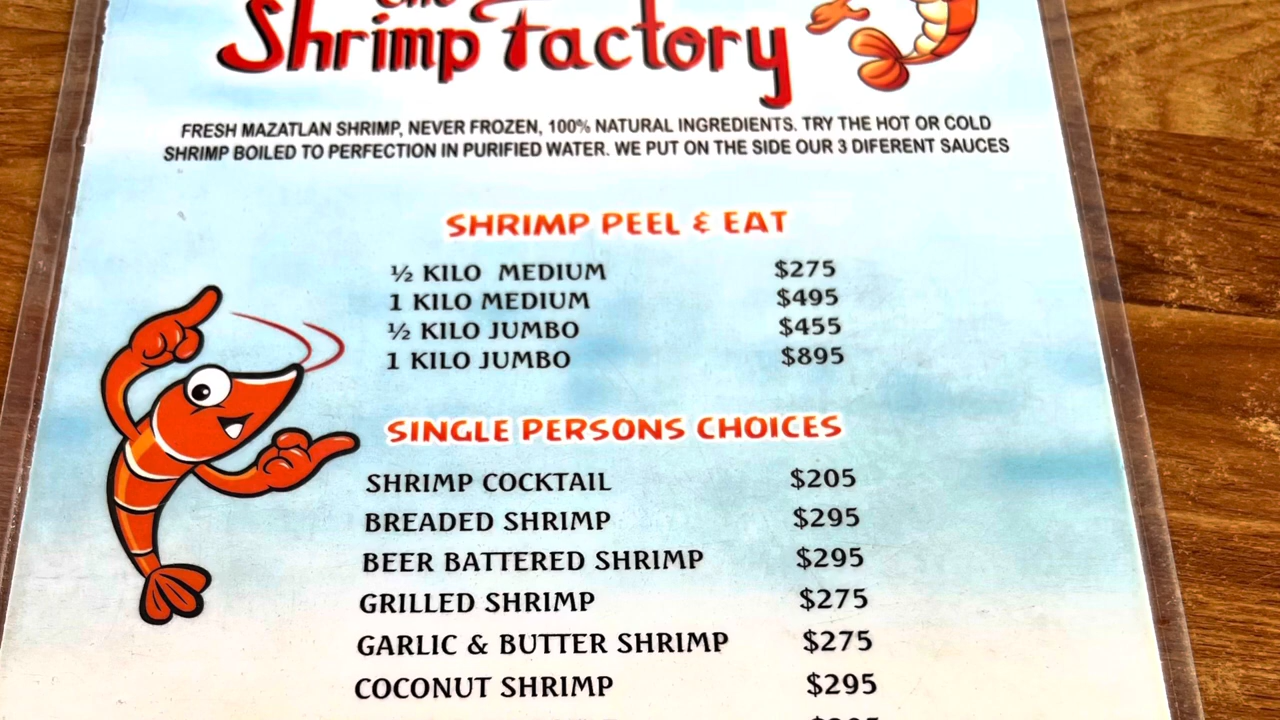 Shrimp Factory
FRESH MAZATLAN SHRIMP, NEVER FROZEN, 100% NATURAL INGREDIENTS. TRY THE HOT OR COLD
SHRIMP BOILED TO PERFECTION IN PURIFIED WATER. WE PUT ON THE SIDE OUR 3 DIFERENT SAUCES
SHRIMP PEEL & EAT
½ KILO MEDIUM $275
1 KILO MEDIUM $495
½ KILO JUMBO $455
1 KILO JUMBO $895
SINGLE PERSONS CHOICES
SHRIMP COCKTAIL $205
BREADED SHRIMP $295
BEER BATTERED SHRIMP $295
GRILLED SHRIMP $275
GARLIC & BUTTER SHRIMP $275
COCONUT SHRIMP $295